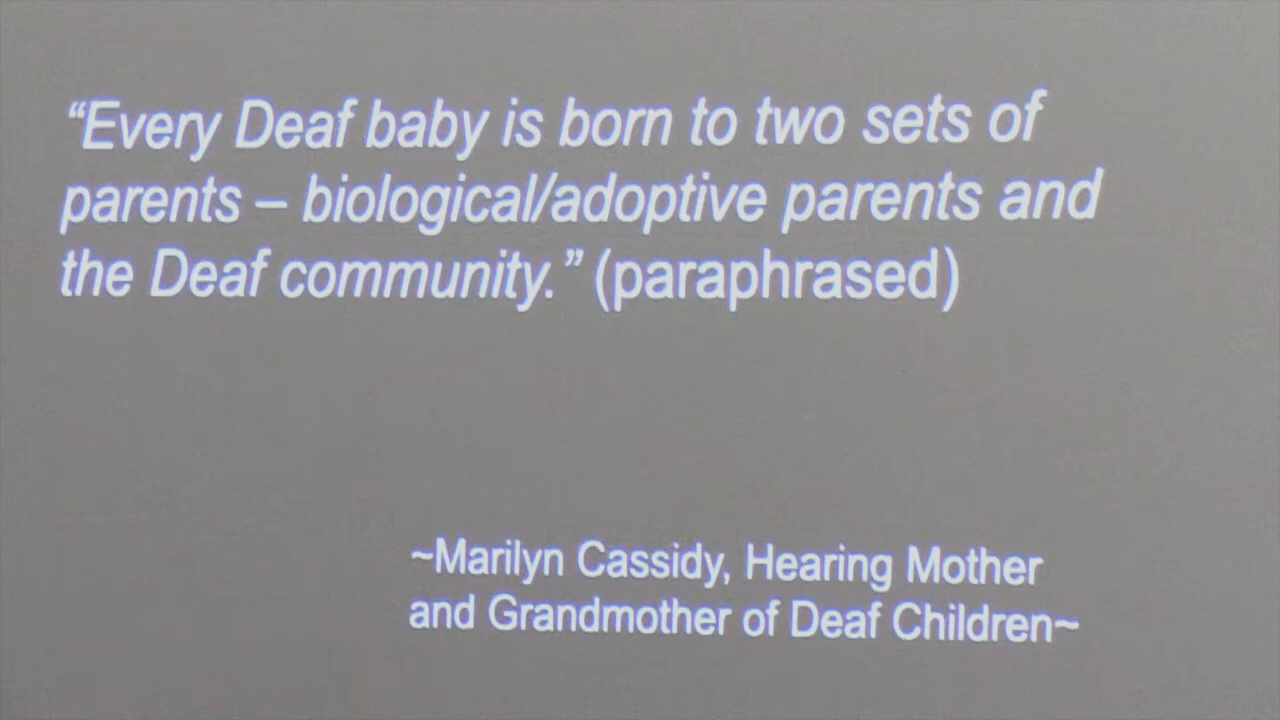 “Every Deaf baby is born to two sets of
parents – biological/adoptive parents and
the Deaf community.” (paraphrased)
~Marilyn Cassidy, Hearing Mother
and Grandmother of Deaf Children~